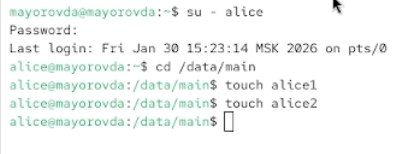 mayorovda@mayorovda:~$ su - alice
Password:
Last login: Fri Jan 30 15:23:14 MSK 2026 on pts/0
alice@mayorovda:~$ cd /data/main
alice@mayorovda:/data/main$ touch alice1
alice@mayorovda:/data/main$ touch alice2
alice@mayorovda:/data/main$